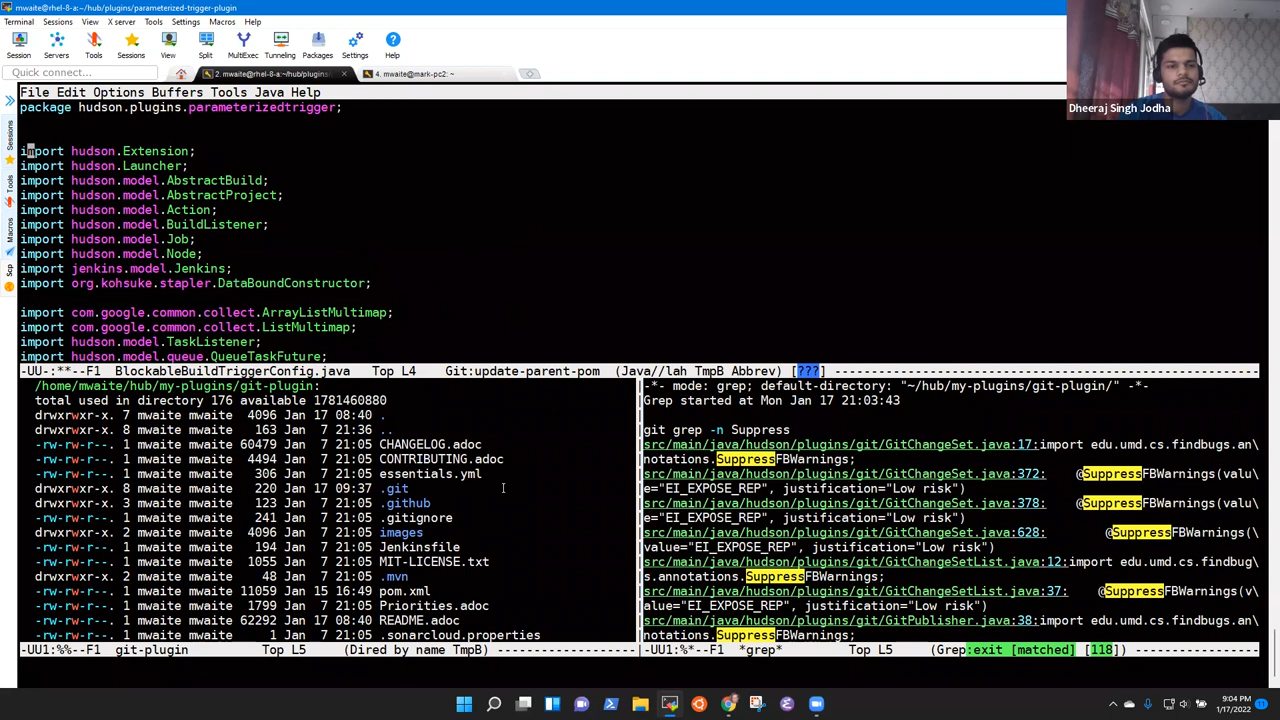 mwaite@rhel-8-a:~/hub/plugins/parameterized-trigger-plugin
Terminal Sessions View X server Tools Settings Macros Help
Session Servers Tools Sessions View Split MultiExec Tunneling Packages Settings Help
Quick connect...
2. mwaite@rhel-8-a:~/hub/plugins/
4. mwaite@mark-pc2: ~
Dheeraj Singh Jodha
Sessions
Tools
Macros
Scp
File Edit Options Buffers Tools Java Help
package hudson.plugins.parameterizedtrigger;
import hudson.Extension;
import hudson.Launcher;
import hudson.model.AbstractBuild;
import hudson.model.AbstractProject;
import hudson.model.Action;
import hudson.model.BuildListener;
import hudson.model.Job;
import hudson.model.Node;
import jenkins.model.Jenkins;
import org.kohsuke.stapler.DataBoundConstructor;
import com.google.common.collect.ArrayListMultimap;
import com.google.common.collect.ListMultimap;
import hudson.model.TaskListener;
import hudson.model.queue.QueueTaskFuture;
-UU-:**--F1 BlockableBuildTriggerConfig.java Top L4 Git:update-parent-pom (Java//lah TmpB Abbrev) [???]
/home/mwaite/hub/my-plugins/git-plugin:
total used in directory 176 available 1781460880
drwxrwxr-x. 7 mwaite mwaite 4096 Jan 17 08:40 .
drwxrwxr-x. 8 mwaite mwaite 163 Jan 7 21:36 ..
-rw-rw-r--. 1 mwaite mwaite 60479 Jan 7 21:05 CHANGELOG.adoc
-rw-rw-r--. 1 mwaite mwaite 4494 Jan 7 21:05 CONTRIBUTING.adoc
-rw-rw-r--. 1 mwaite mwaite 306 Jan 7 21:05 essentials.yml
drwxrwxr-x. 8 mwaite mwaite 220 Jan 17 09:37 .git
drwxrwxr-x. 3 mwaite mwaite 123 Jan 7 21:05 .github
-rw-rw-r--. 1 mwaite mwaite 241 Jan 7 21:05 .gitignore
drwxrwxr-x. 2 mwaite mwaite 4096 Jan 7 21:05 images
-rw-rw-r--. 1 mwaite mwaite 194 Jan 7 21:05 Jenkinsfile
-rw-rw-r--. 1 mwaite mwaite 1055 Jan 7 21:05 MIT-LICENSE.txt
drwxrwxr-x. 2 mwaite mwaite 48 Jan 7 21:05 .mvn
-rw-rw-r--. 1 mwaite mwaite 11059 Jan 15 16:49 pom.xml
-rw-rw-r--. 1 mwaite mwaite 1799 Jan 7 21:05 Priorities.adoc
-rw-rw-r--. 1 mwaite mwaite 62292 Jan 17 08:40 README.adoc
-rw-rw-r--. 1 mwaite mwaite 1 Jan 7 21:05 .sonarcloud.properties
-UU1:%%--F1 git-plugin Top L5 (Dired by name TmpB)
-*- mode: grep; default-directory: "~/hub/my-plugins/git-plugin/" -*-
Grep started at Mon Jan 17 21:03:43
git grep -n Suppress
src/main/java/hudson/plugins/git/GitChangeSet.java:17:import edu.umd.cs.findbugs.an\
notations.SuppressFBWarnings;
src/main/java/hudson/plugins/git/GitChangeSet.java:372: @SuppressFBWarnings(valu\
e="EI_EXPOSE_REP", justification="Low risk")
src/main/java/hudson/plugins/git/GitChangeSet.java:378: @SuppressFBWarnings(valu\
e="EI_EXPOSE_REP", justification="Low risk")
src/main/java/hudson/plugins/git/GitChangeSet.java:628: @SuppressFBWarnings(\
value="EI_EXPOSE_REP", justification="Low risk")
src/main/java/hudson/plugins/git/GitChangeSetList.java:12:import edu.umd.cs.findbug\
s.annotations.SuppressFBWarnings;
src/main/java/hudson/plugins/git/GitChangeSetList.java:37: @SuppressFBWarnings(v\
alue="EI_EXPOSE_REP", justification="Low risk")
src/main/java/hudson/plugins/git/GitPublisher.java:38:import edu.umd.cs.findbugs.an\
notations.SuppressFBWarnings;
-UU1:%*--F1 *grep* Top L5 (Grep:exit [matched] [118])
9:04 PM
1/17/2022